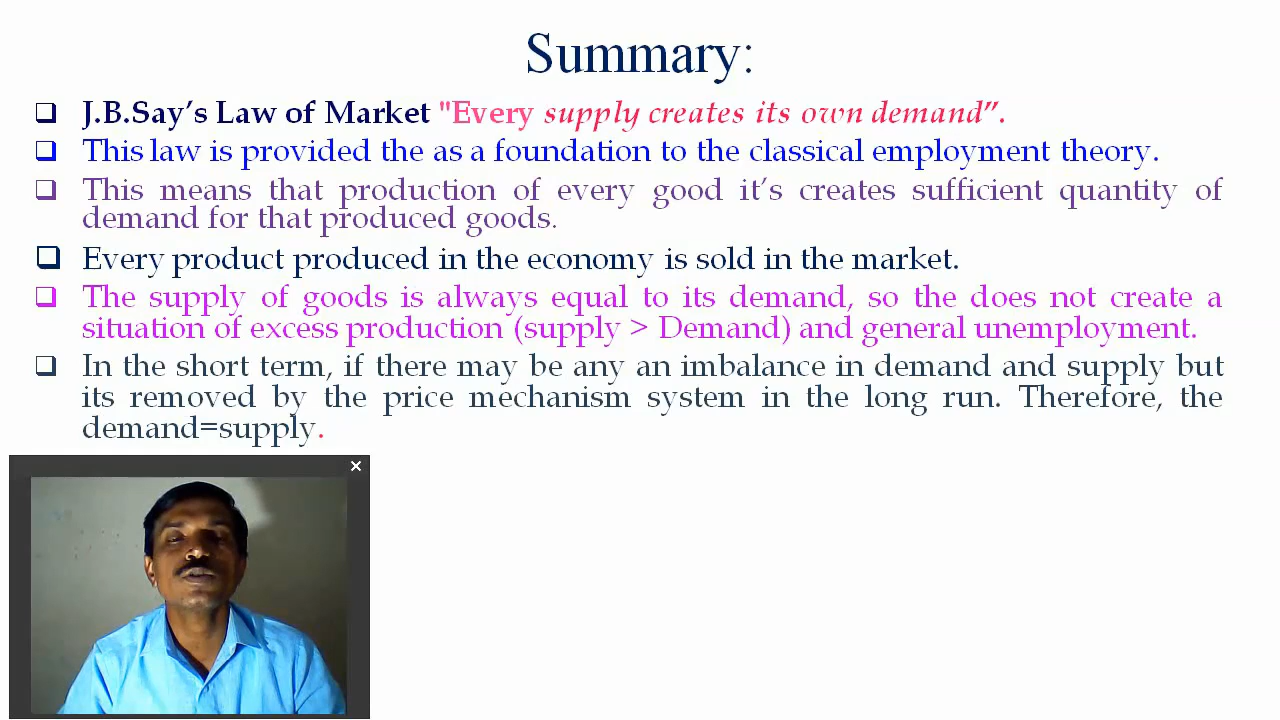 Summary:
❑ J.B.Say's Law of Market "Every supply creates its own demand".
❑ This law is provided the as a foundation to the classical employment theory.
❑ This means that production of every good it's creates sufficient quantity of
demand for that produced goods.
❑ Every product produced in the economy is sold in the market.
❑ The supply of goods is always equal to its demand, so the does not create a
situation of excess production (supply > Demand) and general unemployment.
❑ In the short term, if there may be any an imbalance in demand and supply but
its removed by the price mechanism system in the long run. Therefore, the
demand=supply.